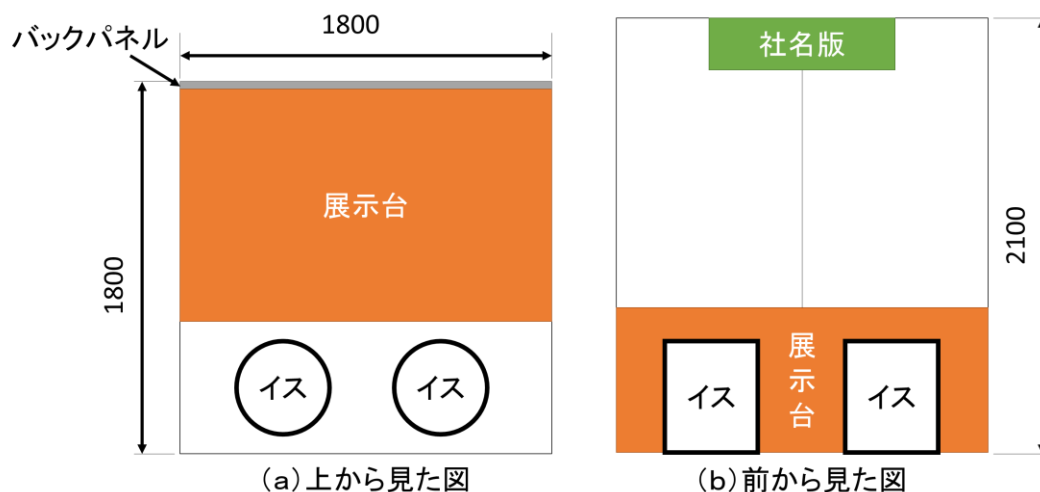 バックパネル
1800
展示台
1800
イス
イス
(a)上から見た図
社名版
2100
展示台
イス
イス
(b)前から見た図